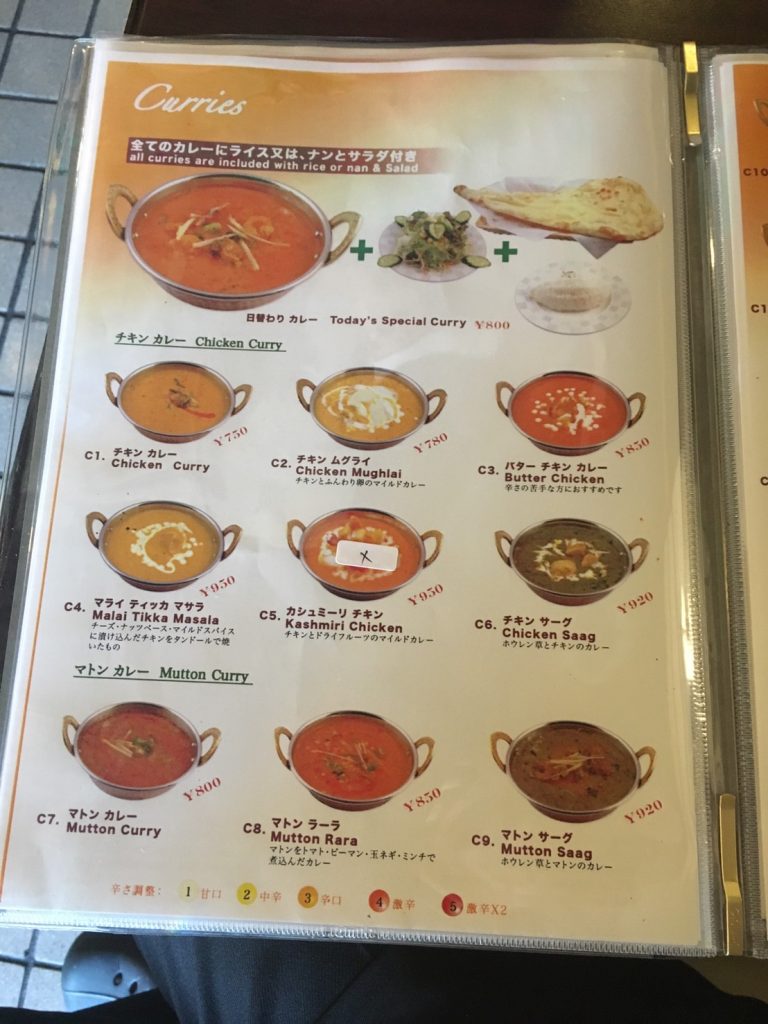 Curries
全てのカレーにライス又は、ナンとサラダ付き
all curries are included with rice or nan & Salad
日替わり カレー Today's Special Curry ¥800
チキン カレー Chicken Curry
¥750
C1. チキン カレー
Chicken Curry
¥780
C2. チキン ムグライ
Chicken Mughlai
チキンとふんわり卵のマイルドカレー
¥850
C3. バター チキン カレー
Butter Chicken
辛さの苦手な方におすすめです
¥950
C4. マライ ティッカ マサラ
Malai Tikka Masala
チーズ・ナッツペース・マイルドスパイス
に漬け込んだチキンをタンドールで焼
いたもの
x
¥950
C5. カシュミーリ チキン
Kashmiri Chicken
チキンとドライフルーツのマイルドカレー
¥920
C6. チキン サーグ
Chicken Saag
ホウレン草とチキンのカレー
マトン カレー Mutton Curry
¥800
C7. マトン カレー
Mutton Curry
¥850
C8. マトン ラーラ
Mutton Rara
マトンをトマト・ピーマン・玉ネギ・ミンチで
煮込んだカレー
¥920
C9. マトン サーグ
Mutton Saag
ホウレン草とマトンのカレー
辛さ調整: 1 甘口 2 中辛 3 辛口 4 激辛 5 激辛X2
C10
C1
C1